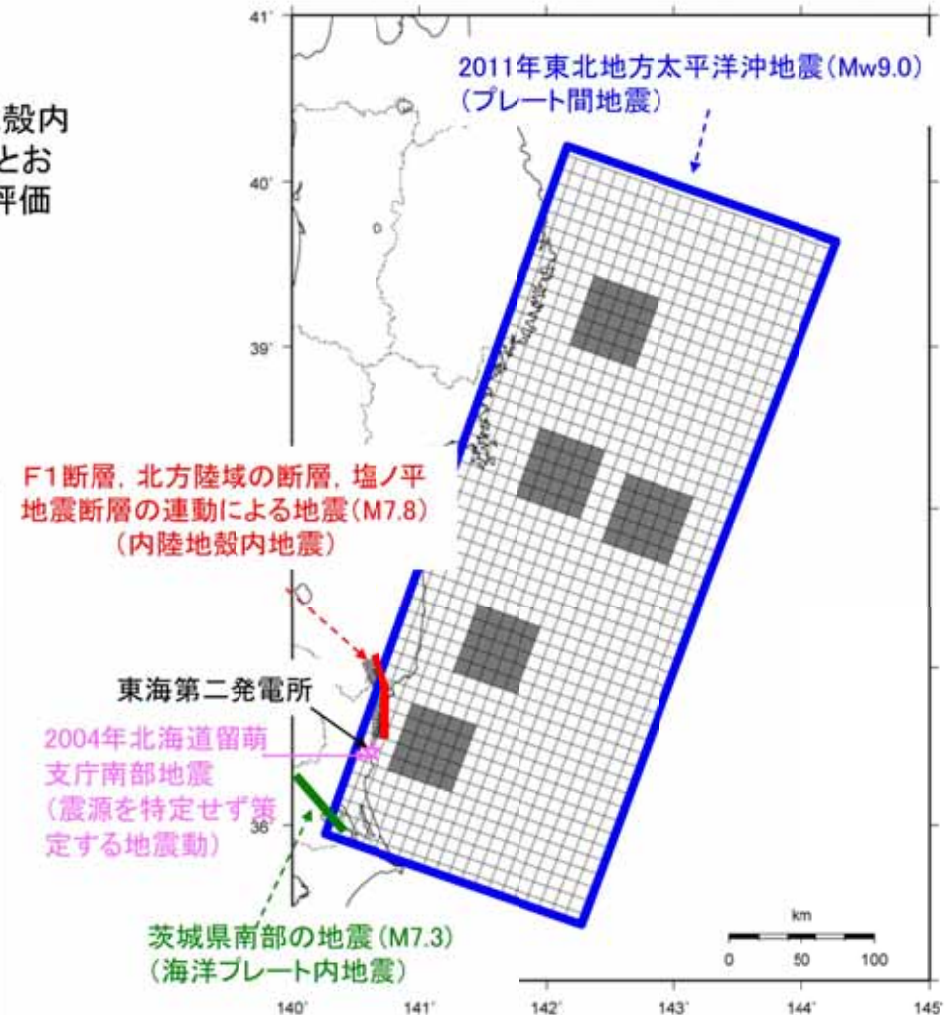 殻内
とお
評価
41°
2011年東北地方太平洋沖地震(Mw9.0)
(プレート間地震)
40°
39°
F1断層, 北方陸域の断層, 塩ノ平
地震断層の連動による地震(M7.8)
(内陸地殻内地震)
東海第二発電所
2004年北海道留萌
支庁南部地震
(震源を特定せず策
定する地震動)
36°
茨城県南部の地震(M7.3)
(海洋プレート内地震)
km
0 50 100
140° 141° 142° 143° 144° 145°